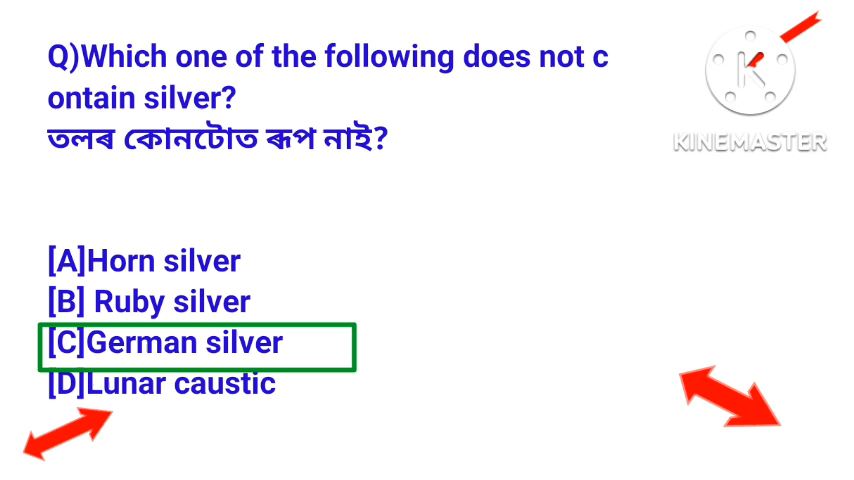 Q)Which one of the following does not c
ontain silver?
তলৰ কোনটোত ৰূপ নাই?
KINEMASTER
[A]Horn silver
[B] Ruby silver
[C]German silver
[D]Lunar caustic